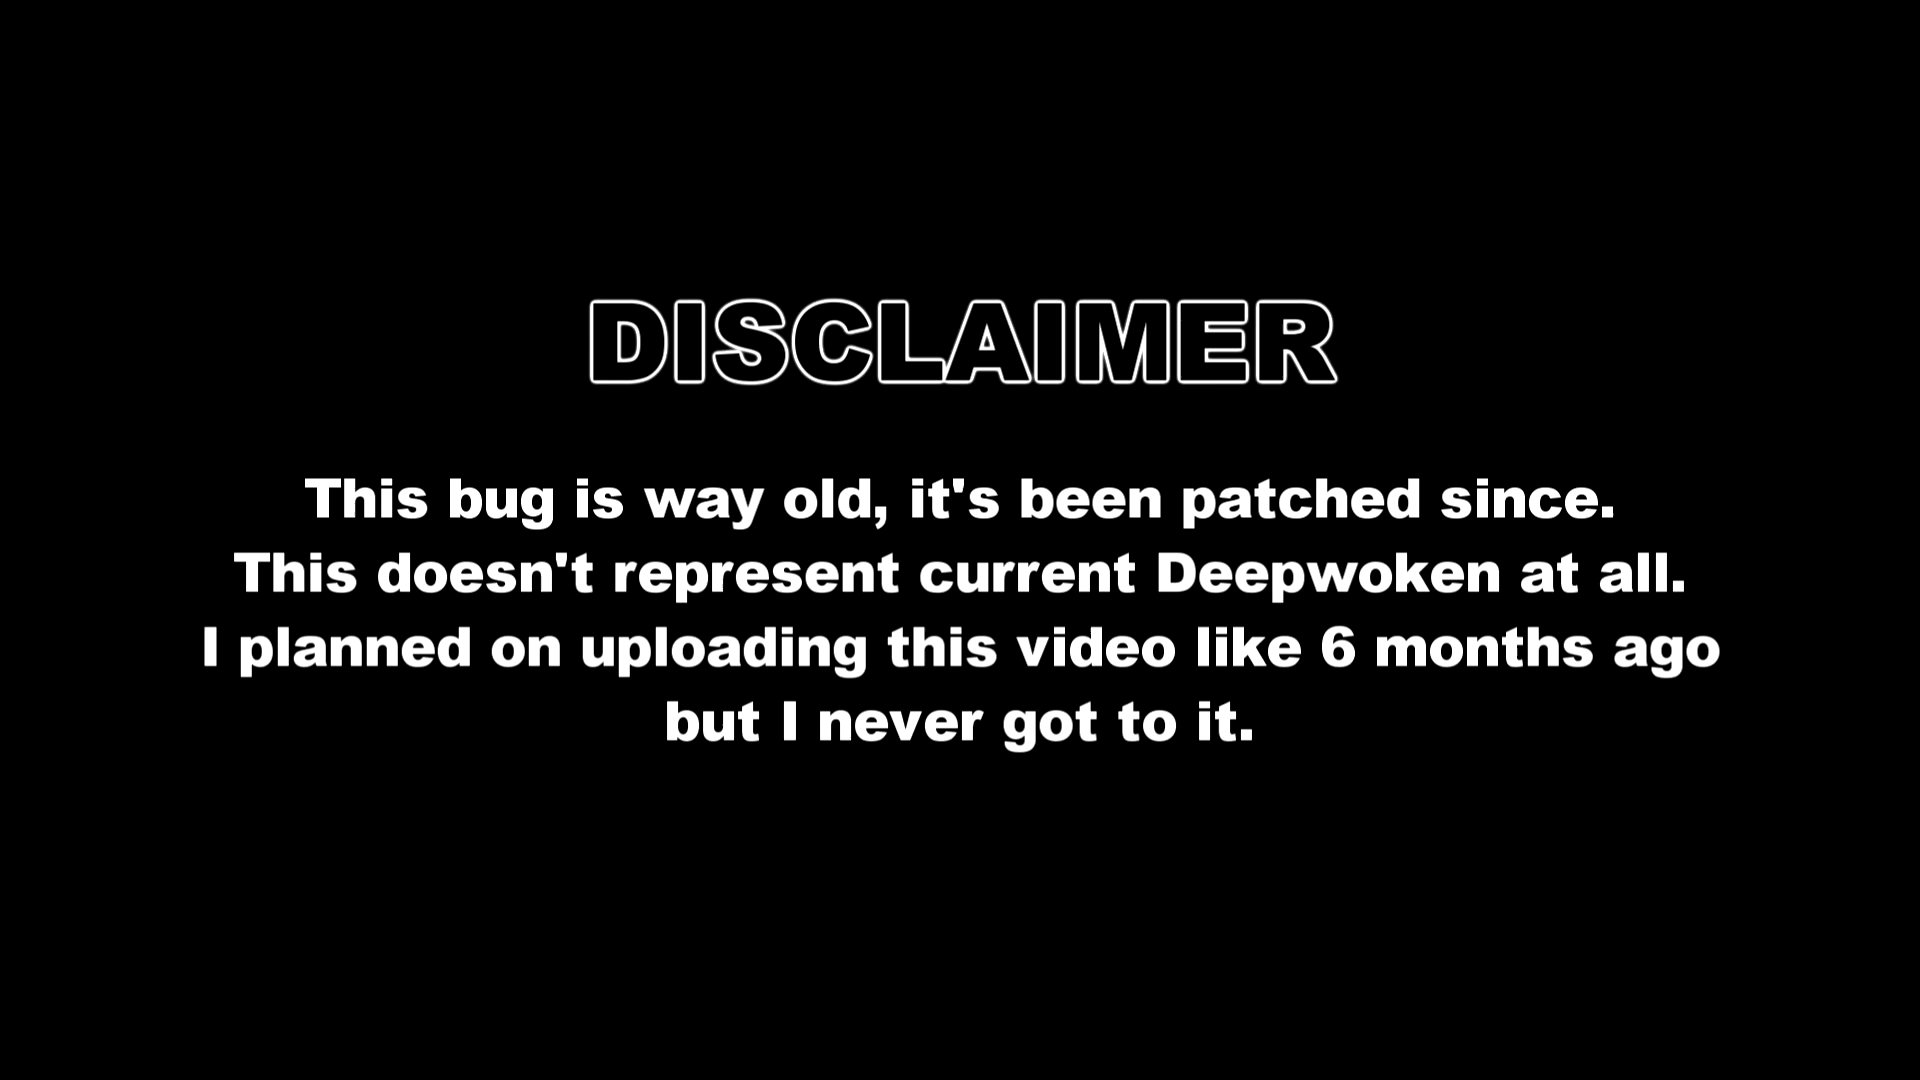 DISCLAIMER
This bug is way old, it's been patched since.
This doesn't represent current Deepwoken at all.
I planned on uploading this video like 6 months ago
but I never got to it.